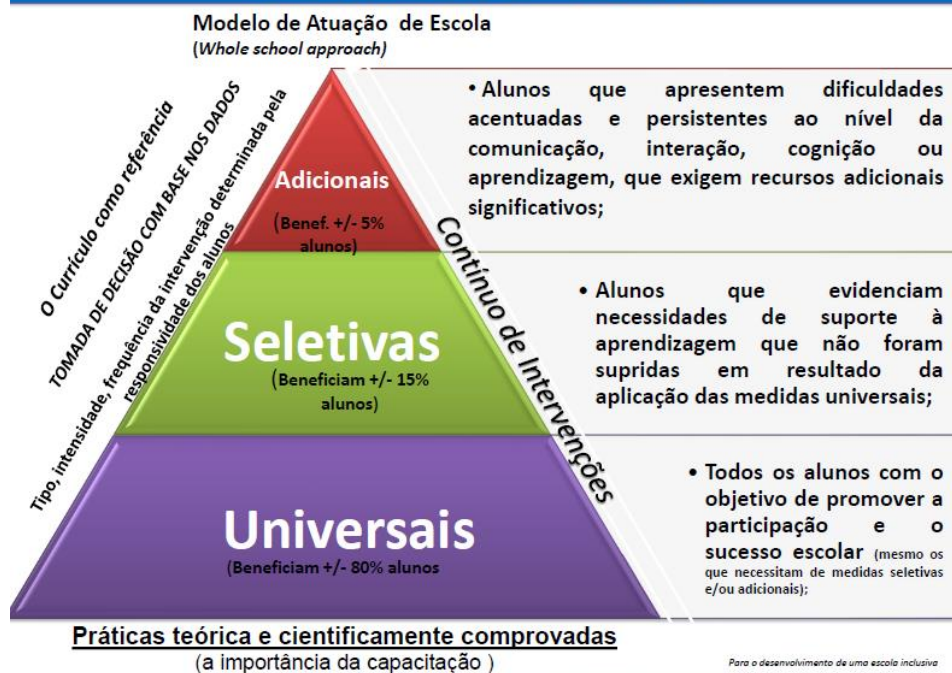 Modelo de Atuação de Escola
(Whole school approach)
O Currículo como referência
TOMADA DE DECISÃO COM BASE NOS DADOS
Tipo, intensidade, frequência da intervenção determinada pela
responsividade dos alunos
Adicionais
(Benef. +/- 5%
alunos)
Seletivas
(Beneficiam +/- 15%
alunos)
Universais
(Beneficiam +/- 80% alunos
Contínuo de Intervenções
• Alunos que apresentem dificuldades
acentuadas e persistentes ao nível da
comunicação, interação, cognição ou
aprendizagem, que exigem recursos adicionais
significativos;
• Alunos que evidenciam
necessidades de suporte à
aprendizagem que não foram
supridas em resultado da
aplicação das medidas universais;
• Todos os alunos com o
objetivo de promover a
participação e o
sucesso escolar (mesmo os
que necessitam de medidas seletivas
e/ou adicionais);
Práticas teórica e cientificamente comprovadas
(a importância da capacitação )
Para o desenvolvimento de uma escola inclusiva